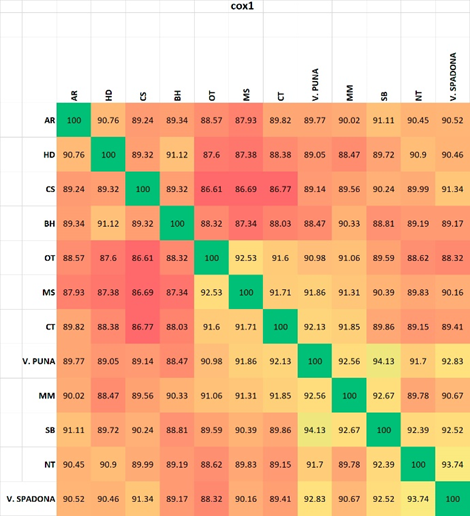 cox1
AR HD CS BH OT MS CT V. PUNA MM SB NT V. SPADONA
AR 100 90.76 89.24 89.34 88.57 87.93 89.82 89.77 90.02 91.11 90.45 90.52
HD 90.76 100 89.32 91.12 87.6 87.38 88.38 89.05 88.47 89.72 90.9 90.46
CS 89.24 89.32 100 89.32 86.61 86.69 86.77 89.14 89.56 90.24 89.99 91.34
BH 89.34 91.12 89.32 100 88.32 87.34 88.03 88.47 90.33 88.81 89.19 89.17
OT 88.57 87.6 86.61 88.32 100 92.53 91.6 90.98 91.06 89.59 88.62 88.32
MS 87.93 87.38 86.69 87.34 92.53 100 91.71 91.86 91.31 90.39 89.83 90.16
CT 89.82 88.38 86.77 88.03 91.6 91.71 100 92.13 91.85 89.86 89.15 89.41
V. PUNA 89.77 89.05 89.14 88.47 90.98 91.86 92.13 100 92.56 94.13 91.7 92.83
MM 90.02 88.47 89.56 90.33 91.06 91.31 91.85 92.56 100 92.67 89.78 90.67
SB 91.11 89.72 90.24 88.81 89.59 90.39 89.86 94.13 92.67 100 92.39 92.52
NT 90.45 90.9 89.99 89.19 88.62 89.83 89.15 91.7 89.78 92.39 100 93.74
V. SPADONA 90.52 90.46 91.34 89.17 88.32 90.16 89.41 92.83 90.67 92.52 93.74 100